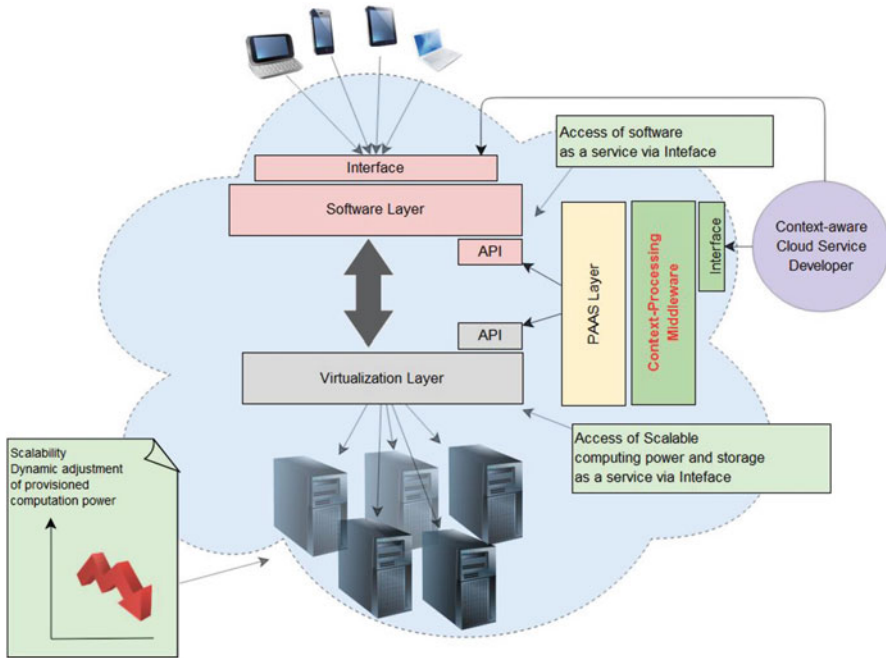 Access of software
as a service via Inteface
Interface
Software Layer
API
PAAS Layer
Context-Processing
Middleware
Interface
Context-aware
Cloud Service
Developer
API
Virtualization Layer
Access of Scalable
computing power and storage
as a service via Inteface
Scalability
Dynamic adjustment
of provisioned
computation power